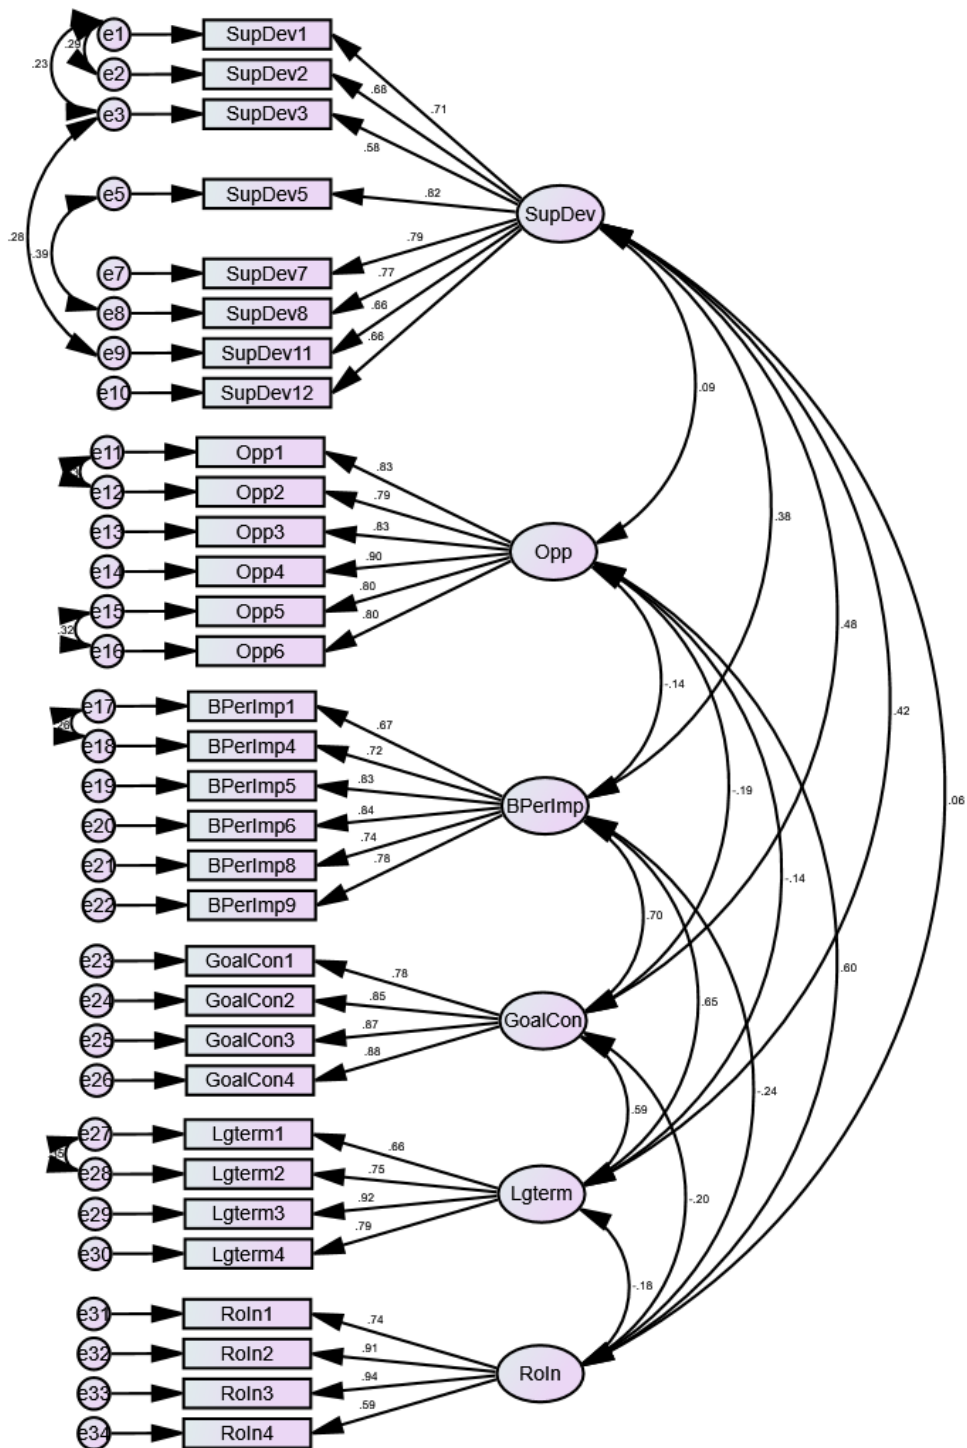 e1 SupDev1
.29
e2 SupDev2
.23
.68
.71
e3 SupDev3
.58
e5 SupDev5
.82
SupDev
.28
.39
.79
e7 SupDev7
.77
e8 SupDev8
.66
e9 SupDev11
.66
e10 SupDev12
.09
e11 Opp1
.83
e12 Opp2
.79
e13 Opp3
.83
.38
Opp
e14 Opp4
.90
.80
e15 Opp5
.80
.32
e16 Opp6
.48
-.14
e17 BPerImp1
.67
.42
e18 BPerImp4
.72
e19 BPerImp5
.83
-.19
BPerImp
.06
e20 BPerImp6
.84
.74
e21 BPerImp8
.78
-.14
e22 BPerImp9
.70
e23 GoalCon1
.78
.60
e24 GoalCon2
.85
.65
GoalCon
e25 GoalCon3
.87
.88
e26 GoalCon4
-.24
.59
e27 Lgterm1
.66
e28 Lgterm2
.75
Lgterm
-.20
e29 Lgterm3
.92
.79
e30 Lgterm4
-.18
e31 RoIn1
.74
e32 RoIn2
.91
RoIn
e33 RoIn3
.94
.59
e34 RoIn4